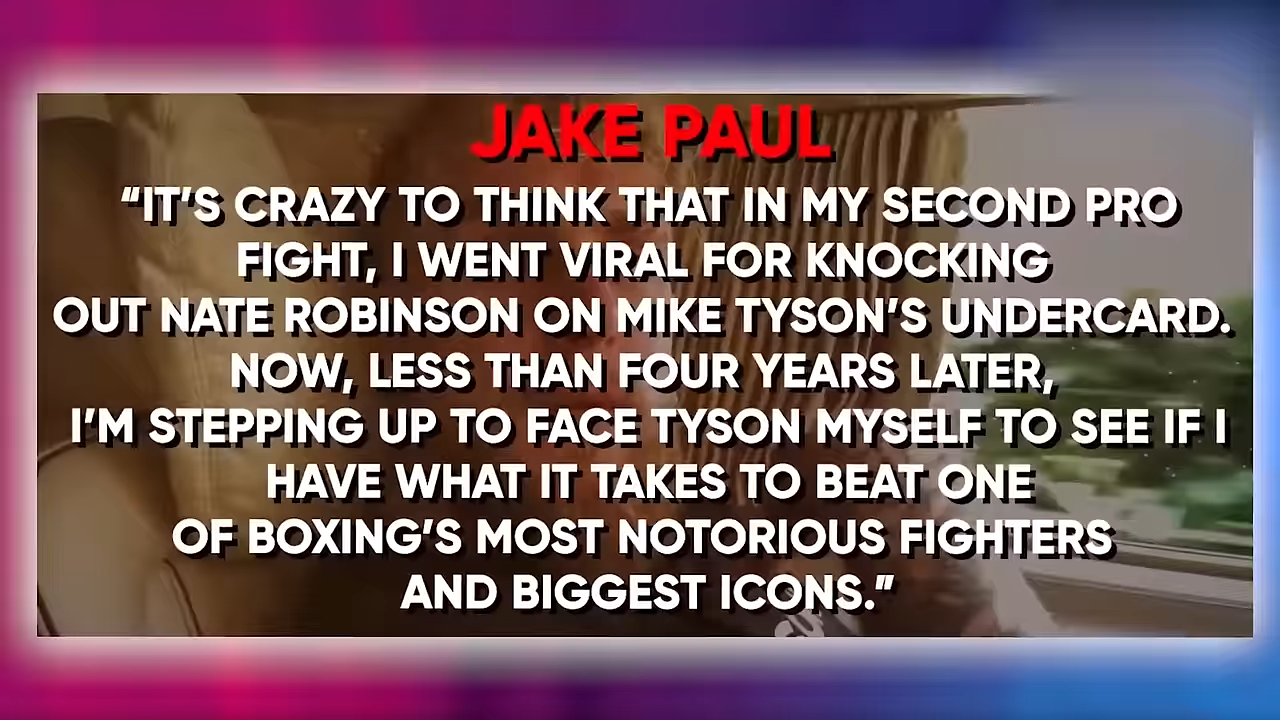 JAKE PAUL
“IT’S CRAZY TO THINK THAT IN MY SECOND PRO
FIGHT, I WENT VIRAL FOR KNOCKING
OUT NATE ROBINSON ON MIKE TYSON’S UNDERCARD.
NOW, LESS THAN FOUR YEARS LATER,
I’M STEPPING UP TO FACE TYSON MYSELF TO SEE IF I
HAVE WHAT IT TAKES TO BEAT ONE
OF BOXING’S MOST NOTORIOUS FIGHTERS
AND BIGGEST ICONS.”